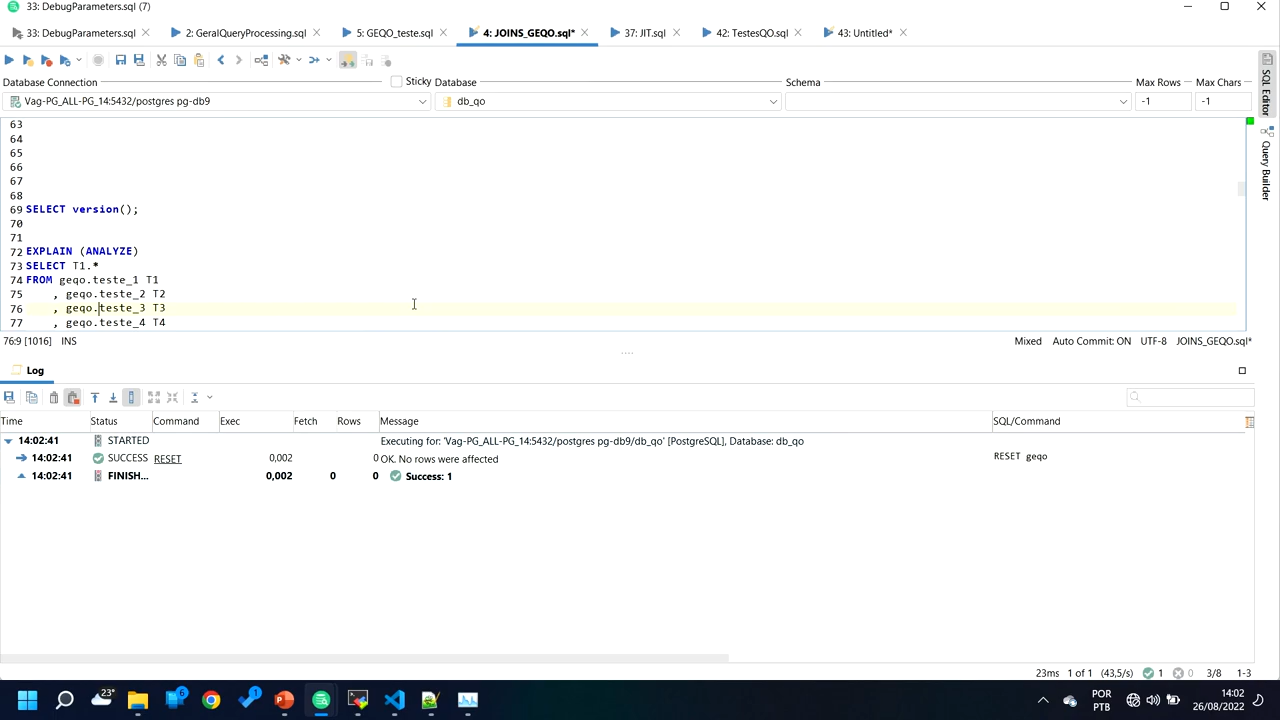 33: DebugParameters.sql (7)
33: DebugParameters.sql
2: GeralQueryProcessing.sql
5: GEQO_teste.sql
4: JOINS_GEQO.sql*
37: JIT.sql
42: TestesQO.sql
43: Untitled*
Database Connection
Sticky
Database
Schema
Max Rows
Max Chars
Vag-PG_ALL-PG_14:5432/postgres pg-db9
db_qo
-1
-1
SQL Editor
Query Builder
63
64
65
66
67
68
69 SELECT version();
70
71
72 EXPLAIN (ANALYZE)
73 SELECT T1.*
74 FROM geqo.teste_1 T1
75 , geqo.teste_2 T2
76 , geqo.teste_3 T3
77 , geqo.teste_4 T4
76:9 [1016] INS
Mixed Auto Commit: ON UTF-8 JOINS_GEQO.sql*
Log
Time Status Command Exec Fetch Rows Message SQL/Command
14:02:41 STARTED Executing for: 'Vag-PG_ALL-PG_14:5432/postgres pg-db9/db_qo' [PostgreSQL], Database: db_qo
14:02:41 SUCCESS RESET 0,002 0 OK. No rows were affected RESET geqo
14:02:41 FINISH... 0,002 0 0 Success: 1
23ms 1 of 1 (43,5/s) 1 0 3/8 1-3
23°
6
1
POR
PTB
14:02
26/08/2022